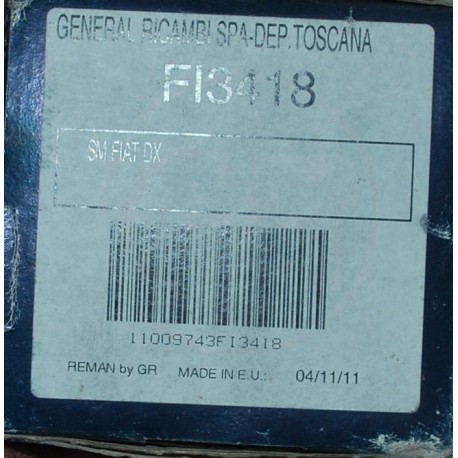 GENERAL RICAMBI SPA-DEP.TOSCANA
FI3418
SM FIAT DX
11009743FI3418
REMAN by GR MADE IN E.U.: 04/11/11